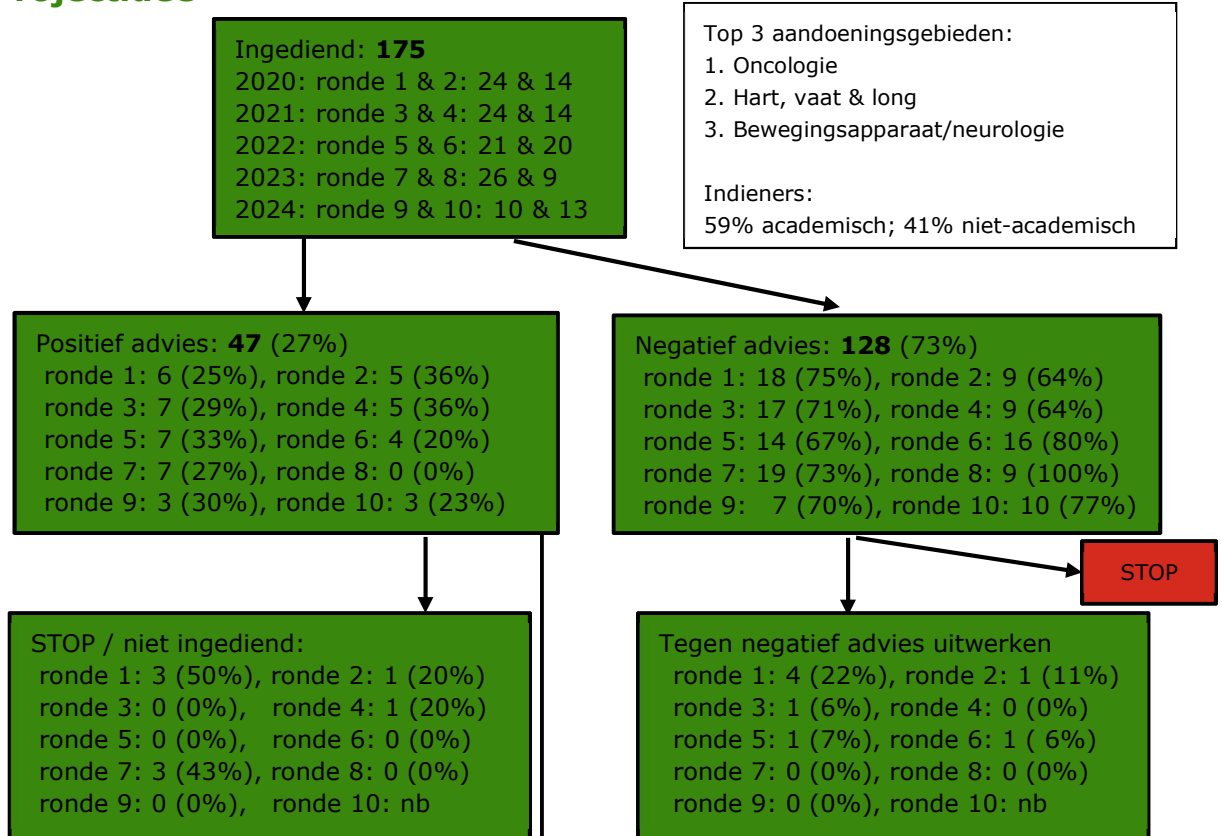 Ingediend: 175
2020: ronde 1 & 2: 24 & 14
2021: ronde 3 & 4: 24 & 14
2022: ronde 5 & 6: 21 & 20
2023: ronde 7 & 8: 26 & 9
2024: ronde 9 & 10: 10 & 13
Top 3 aandoeningsgebieden:
1. Oncologie
2. Hart, vaat & long
3. Bewegingsapparaat/neurologie
Indieners:
59% academisch; 41% niet-academisch
Positief advies: 47 (27%)
ronde 1: 6 (25%), ronde 2: 5 (36%)
ronde 3: 7 (29%), ronde 4: 5 (36%)
ronde 5: 7 (33%), ronde 6: 4 (20%)
ronde 7: 7 (27%), ronde 8: 0 (0%)
ronde 9: 3 (30%), ronde 10: 3 (23%)
Negatief advies: 128 (73%)
ronde 1: 18 (75%), ronde 2: 9 (64%)
ronde 3: 17 (71%), ronde 4: 9 (64%)
ronde 5: 14 (67%), ronde 6: 16 (80%)
ronde 7: 19 (73%), ronde 8: 9 (100%)
ronde 9: 7 (70%), ronde 10: 10 (77%)
STOP
STOP / niet ingediend:
ronde 1: 3 (50%), ronde 2: 1 (20%)
ronde 3: 0 (0%), ronde 4: 1 (20%)
ronde 5: 0 (0%), ronde 6: 0 (0%)
ronde 7: 3 (43%), ronde 8: 0 (0%)
ronde 9: 0 (0%), ronde 10: nb
Tegen negatief advies uitwerken
ronde 1: 4 (22%), ronde 2: 1 (11%)
ronde 3: 1 (6%), ronde 4: 0 (0%)
ronde 5: 1 (7%), ronde 6: 1 ( 6%)
ronde 7: 0 (0%), ronde 8: 0 (0%)
ronde 9: 0 (0%), ronde 10: nb